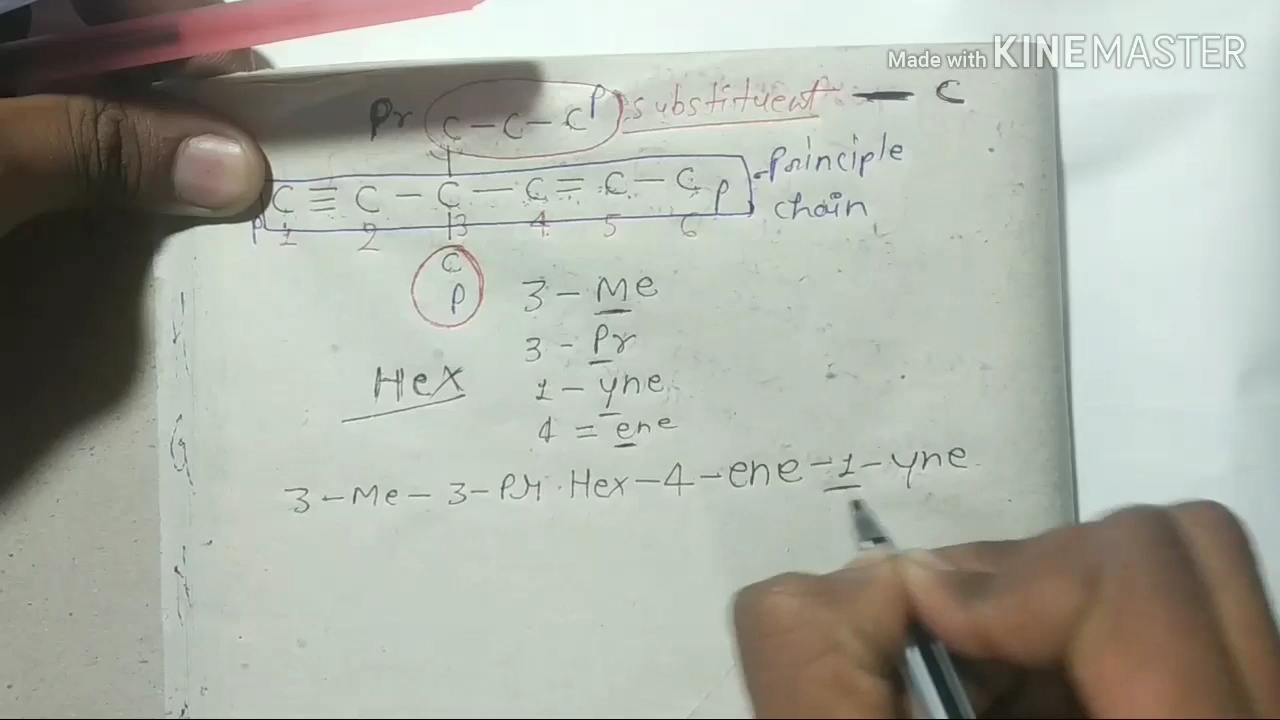 Made with KINEMASTER
Pr C - C - C P substituent - C
C ≡ C - C - C = C - C P Principle
chain
P 1 2 3 4 5 6
C
P
3 - Me
3 - Pr
Hex 1 - yne
4 = ene
3 - Me - 3 - Pr . Hex - 4 - ene - 1 - yne